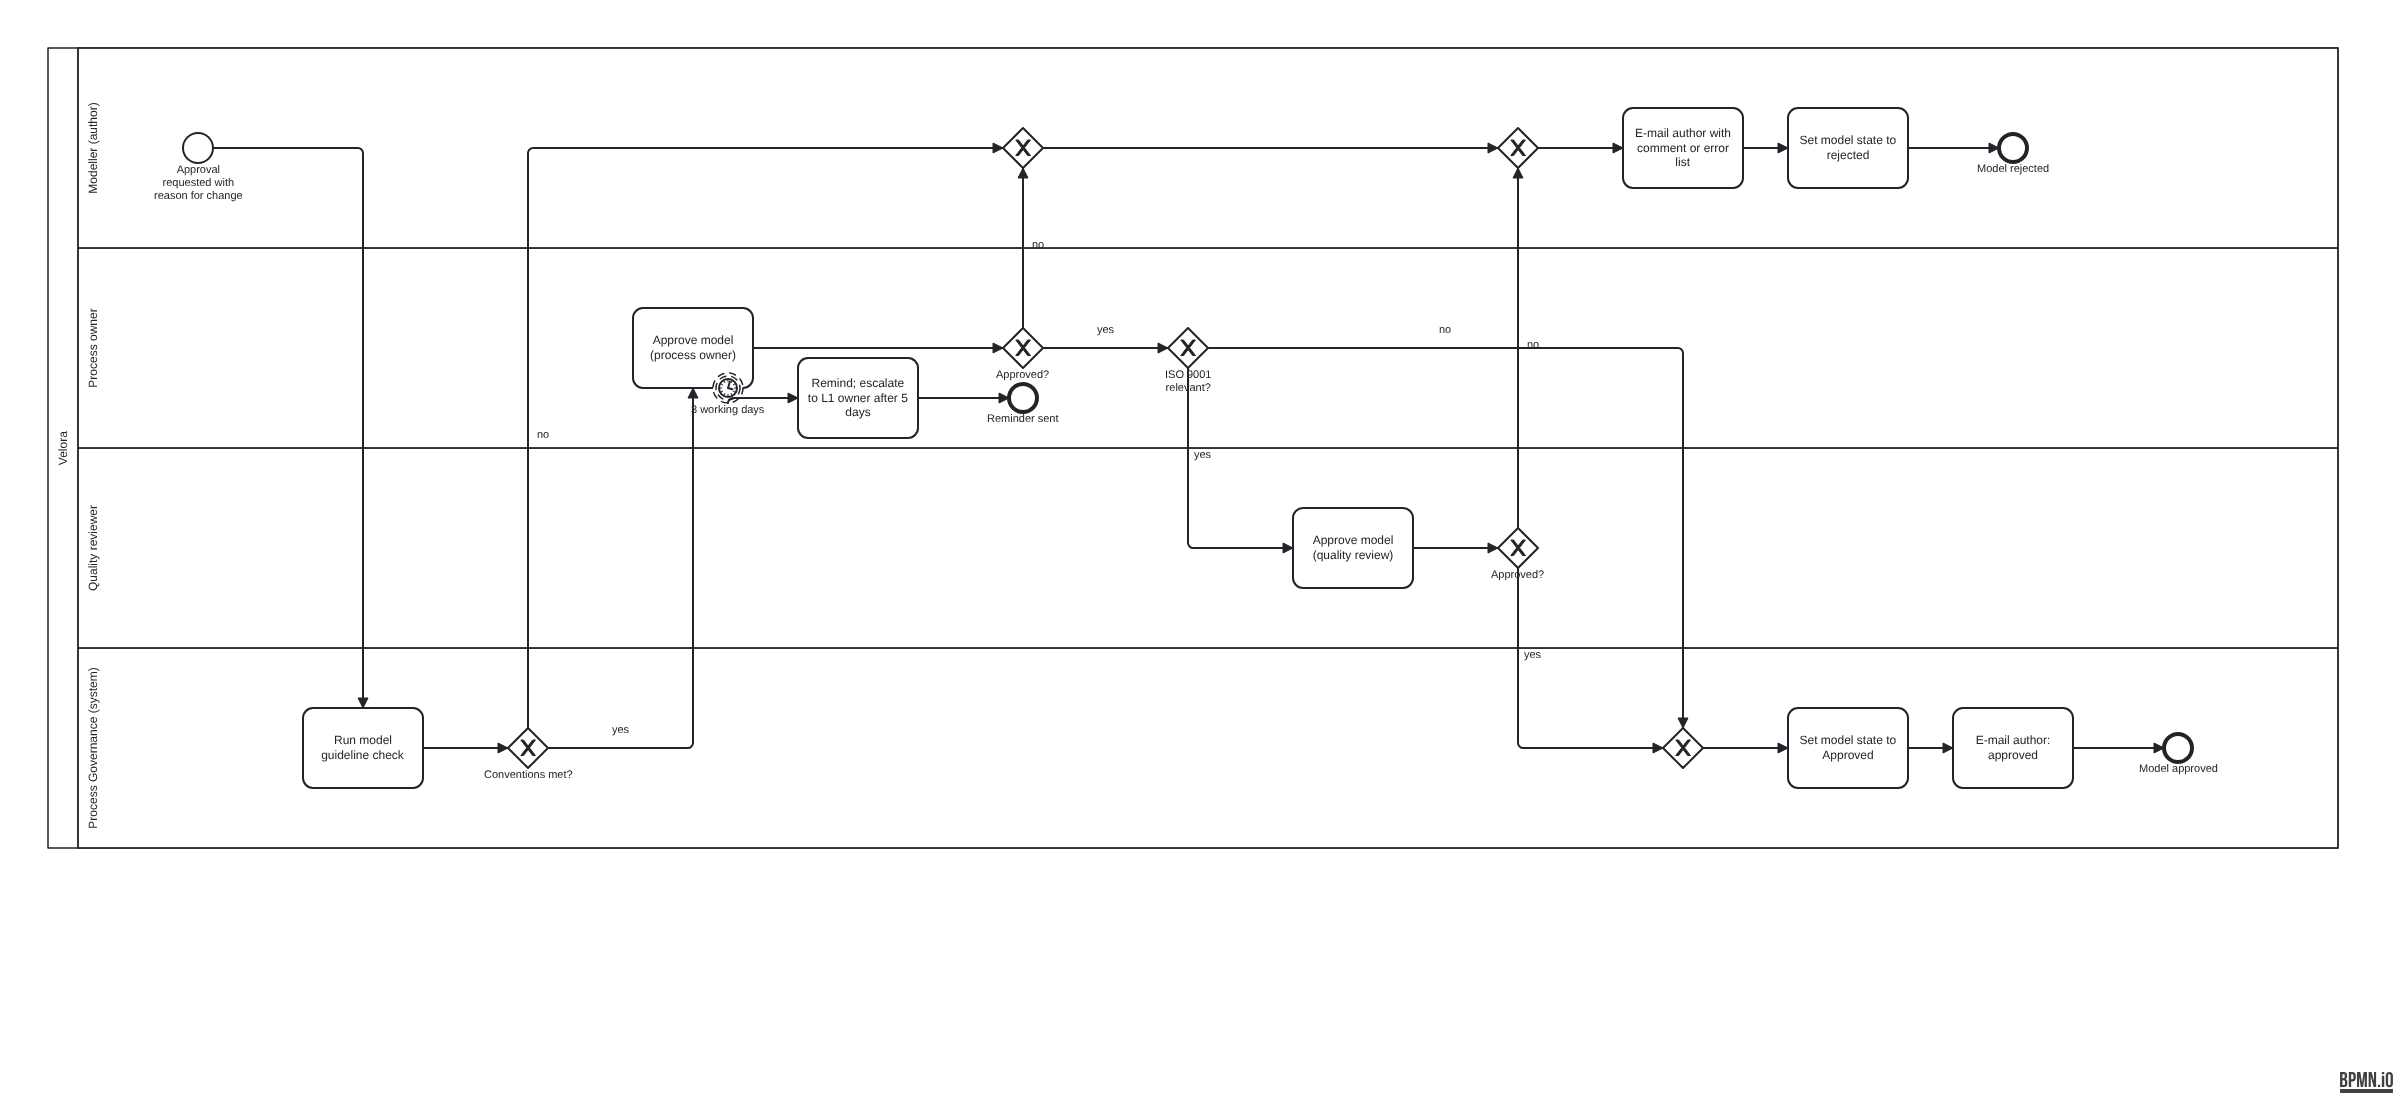 Velora
Modeller (author)
Approval
requested with
reason for change
E-mail author with
comment or error
list
Set model state to
rejected
Model rejected
no
Process owner
Approve model
(process owner)
3 working days
Remind; escalate
to L1 owner after 5
days
Reminder sent
Approved?
yes
ISO 9001
relevant?
no
no
no
yes
Quality reviewer
Approve model
(quality review)
Approved?
yes
Process Governance (system)
Run model
guideline check
Conventions met?
yes
Set model state to
Approved
E-mail author:
approved
Model approved
BPMN.iO